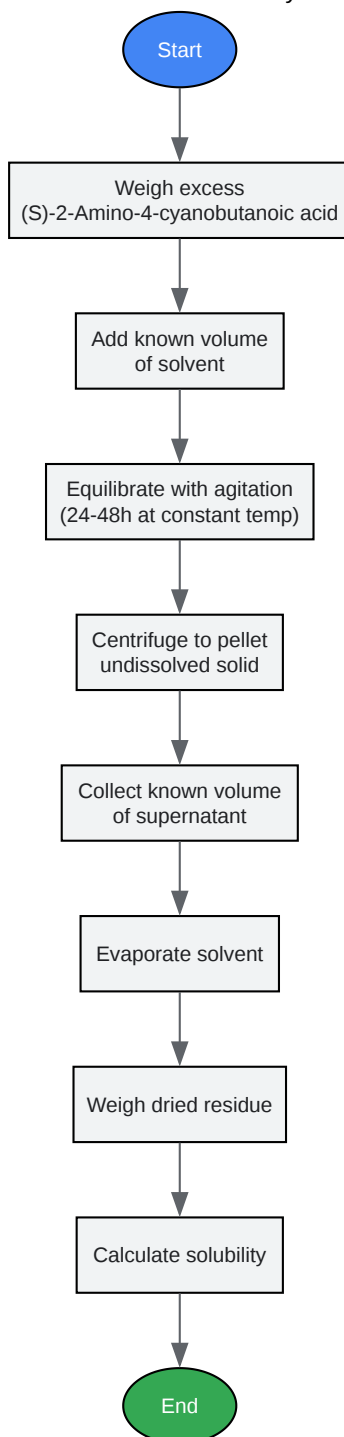 Start
Weigh excess
(S)-2-Amino-4-cyanobutanoic acid
Add known volume
of solvent
Equilibrate with agitation
(24-48h at constant temp)
Centrifuge to pellet
undissolved solid
Collect known volume
of supernatant
Evaporate solvent
Weigh dried residue
Calculate solubility
End